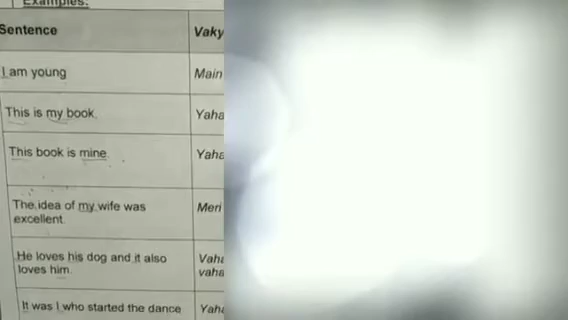 Examples:
Sentence Vaky
I am young Main
This is my book. Yaha
This book is mine Yaha
The idea of my wife was Meri
excellent.
He loves his dog and it also Vaha
loves him. vaha
It was I who started the dance Yaha